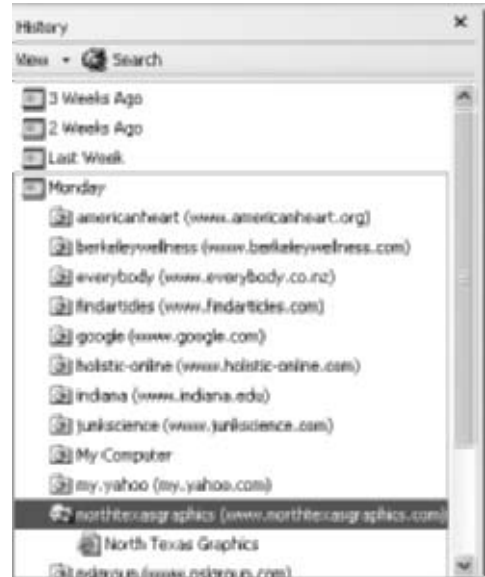 History
View Search
3 Weeks Ago
2 Weeks Ago
Last Week
Monday
americanheart (www.americanheart.org)
berkeleywellness (www.berkeleywellness.com)
everybody (www.everybody.co.nz)
findarticles (www.findarticles.com)
google (www.google.com)
holistic-online (www.holistic-online.com)
indiana (www.indiana.edu)
junkscience (www.junkscience.com)
My Computer
my.yahoo (my.yahoo.com)
northtexasgraphics (www.northtexasgraphics.com)
North Texas Graphics